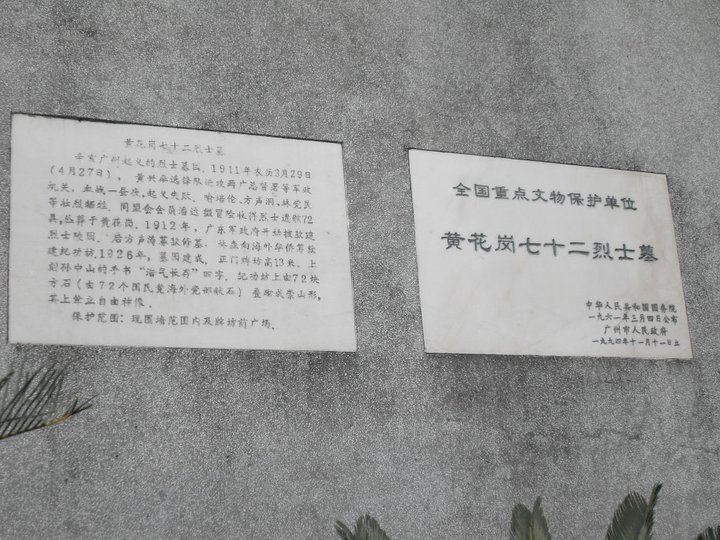 黄花岗七十二烈士墓
辛亥广州起义的烈士墓园。1911年农历3月29日
(4月27日)，黄兴率选锋队进攻两广总督署等军政
机关，血战一昼夜，起义失败。喻培伦、方声洞、林觉民
等壮烈牺牲。同盟会会员潘达微冒险收得烈士遗骸72
具，丛葬于黄花岗。1912年，广东军政府开始拨款建
烈士陵园。后方声涛募款修墓。林森向海外华侨筹款
建纪功坊，1926年，墓园建成。正门牌坊高13米。上
刻孙中山的手书“浩气长存”四字。记功坊上由72块
方石(由72个国民党海外党部献石)叠砌成崇山形，
其上耸立自由神像。
保护范围：现围墙范围内及牌坊前广场。
全国重点文物保护单位
黄花岗七十二烈士墓
中华人民共和国国务院
一九六一年三月四日公布
广州市人民政府
一九九四年十一月十一日立